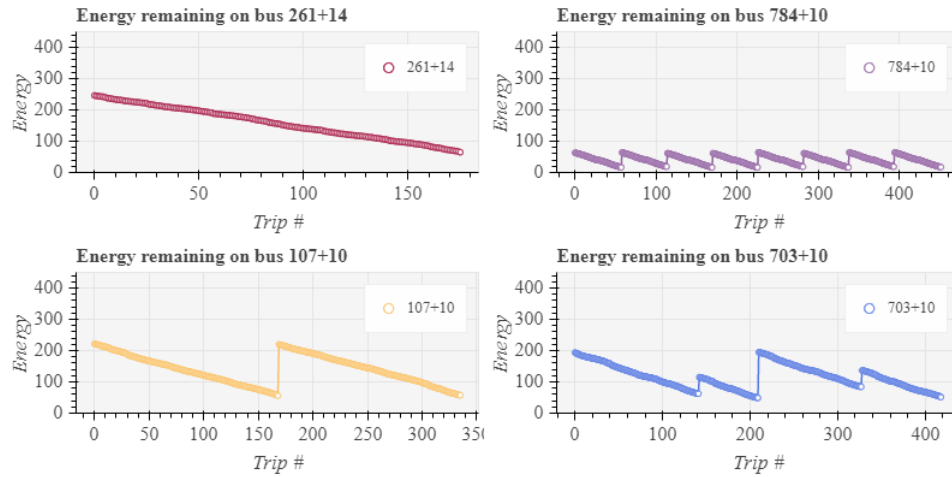 Energy remaining on bus 261+14
Energy
400
300
200
100
0
261+14
0 50 100 150
Trip #
Energy remaining on bus 784+10
Energy
400
300
200
100
0
784+10
0 100 200 300 400
Trip #
Energy remaining on bus 107+10
Energy
400
300
200
100
0
107+10
0 50 100 150 200 250 300 350
Trip #
Energy remaining on bus 703+10
Energy
400
300
200
100
0
703+10
0 100 200 300 400
Trip #